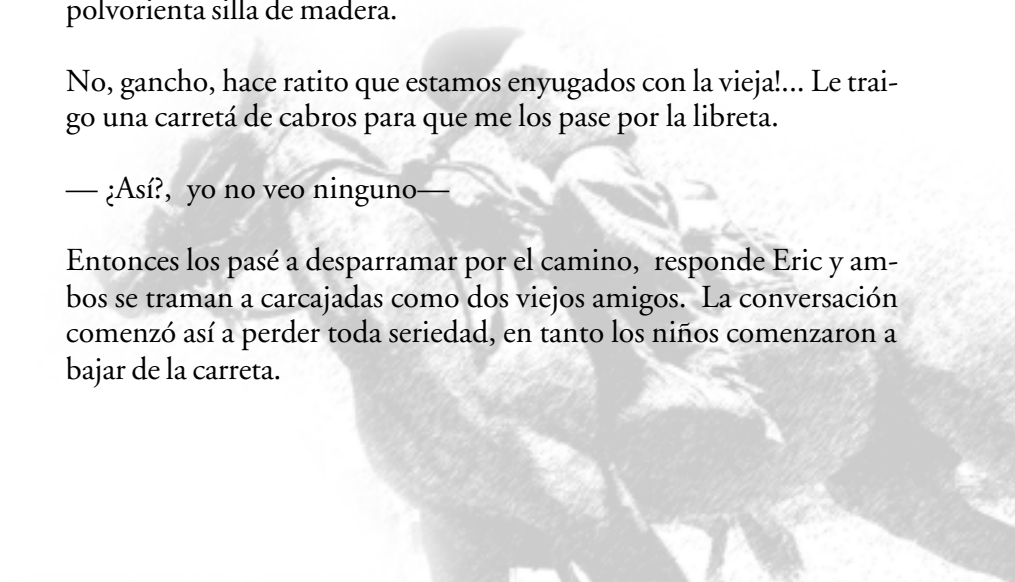 polvorienta silla de madera.
No, gancho, hace ratito que estamos enyugados con la vieja!... Le trai-
go una carretá de cabros para que me los pase por la libreta.
— ¿Así?, yo no veo ninguno—
Entonces los pasé a desparramar por el camino, responde Eric y am-
bos se traman a carcajadas como dos viejos amigos. La conversación
comenzó así a perder toda seriedad, en tanto los niños comenzaron a
bajar de la carreta.